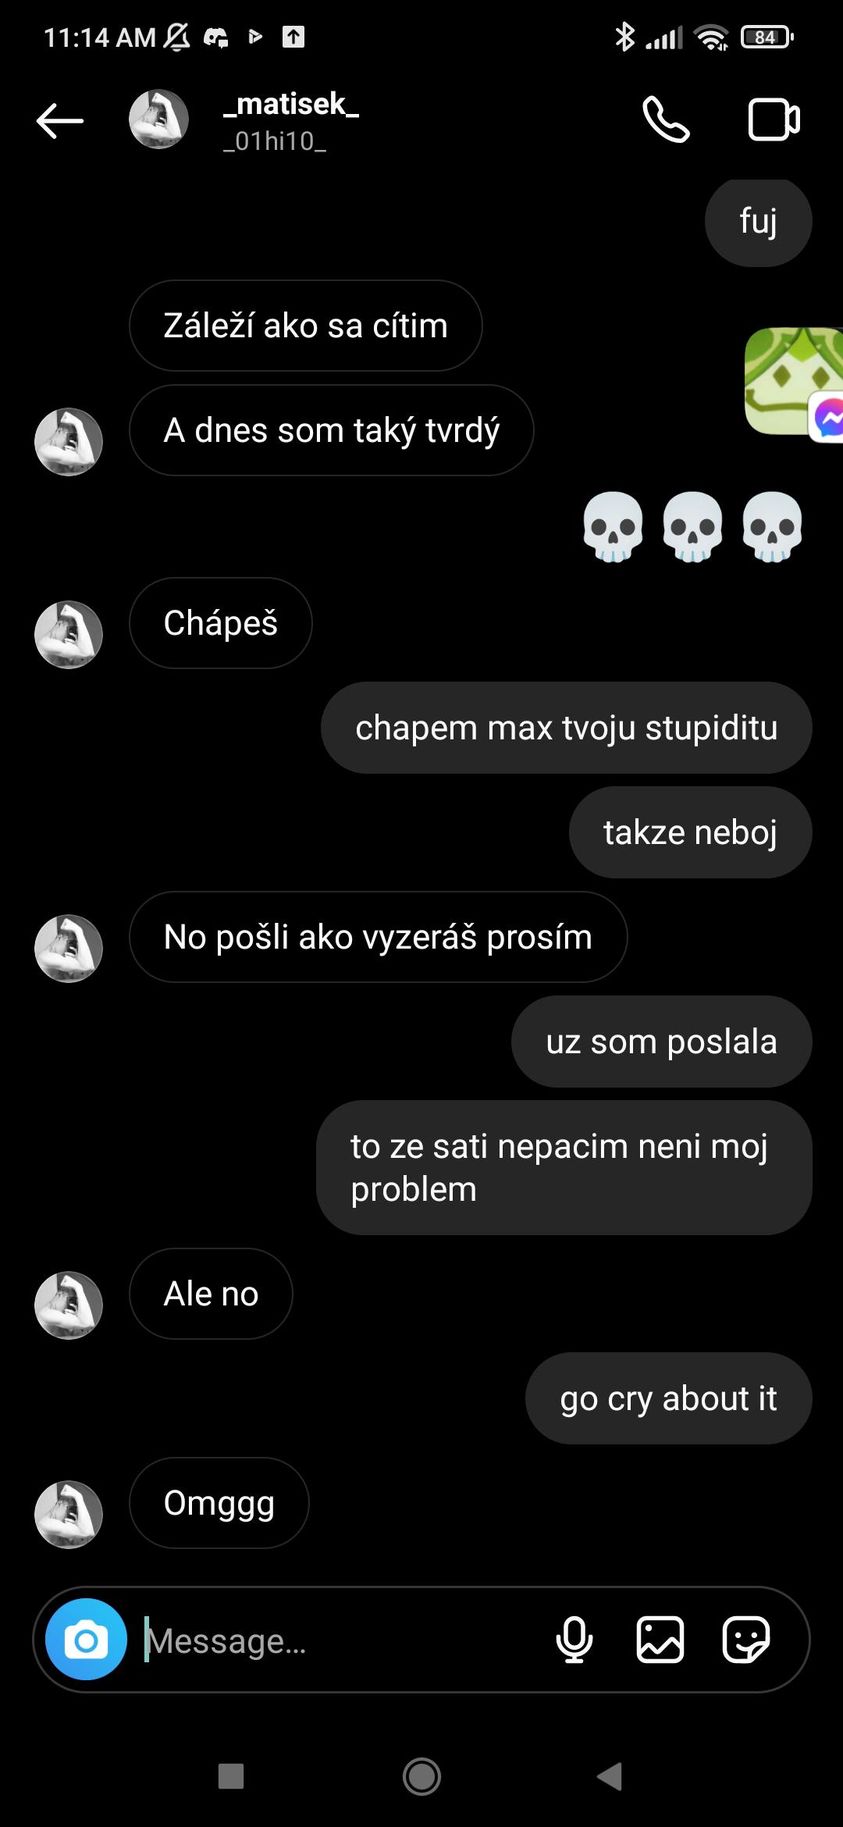 11:14 AM
84
_matisek_
_01hi10_
fuj
Záleží ako sa cítim
A dnes som taký tvrdý
Chápeš
chapem max tvoju stupiditu
takze neboj
No pošli ako vyzeráš prosím
uz som poslala
to ze sati nepacim neni moj
problem
Ale no
go cry about it
Omggg
Message...